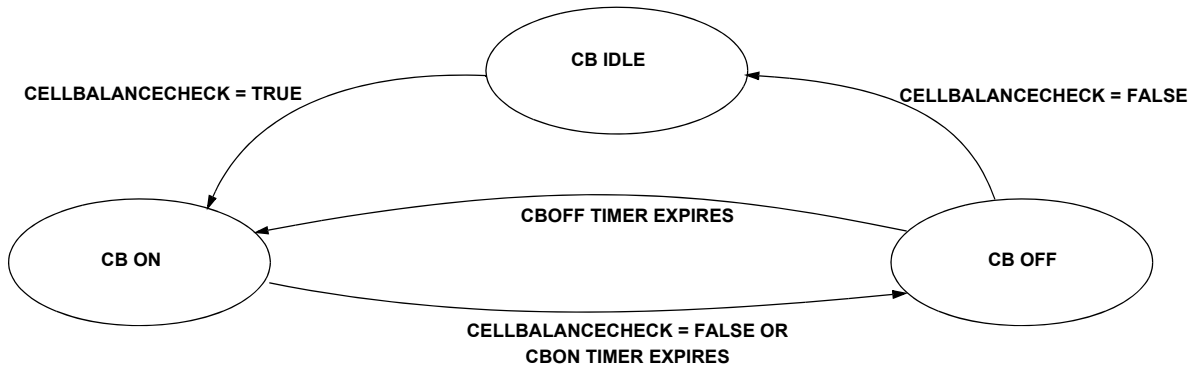 CB IDLE
CELLBALANCECHECK = TRUE
CELLBALANCECHECK = FALSE
CBOFF TIMER EXPIRES
CB ON
CB OFF
CELLBALANCECHECK = FALSE OR
CBON TIMER EXPIRES